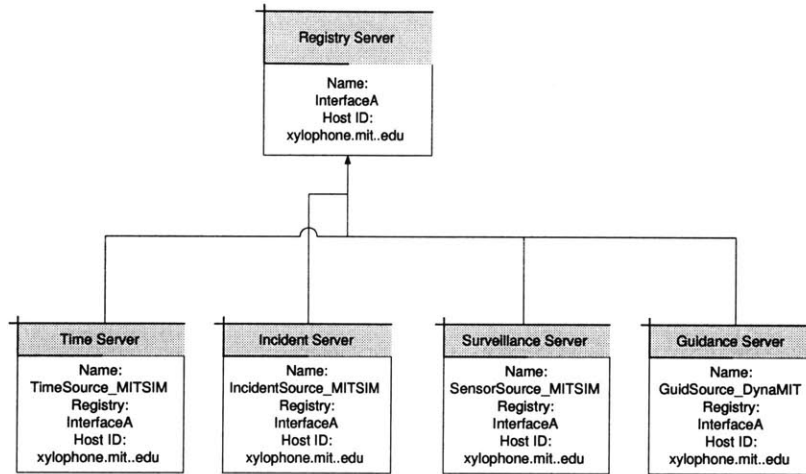 Registry Server
Name:
InterfaceA
Host ID:
xylophone.mit..edu
Time Server
Name:
TimeSource_MITSIM
Registry:
InterfaceA
Host ID:
xylophone.mit..edu
Incident Server
Name:
IncidentSource_MITSIM
Registry:
InterfaceA
Host ID:
xylophone.mit..edu
Surveillance Server
Name:
SensorSource_MITSIM
Registry:
InterfaceA
Host ID:
xylophone.mit..edu
Guidance Server
Name:
GuidSource_DynaMIT
Registry:
InterfaceA
Host ID:
xylophone.mit..edu